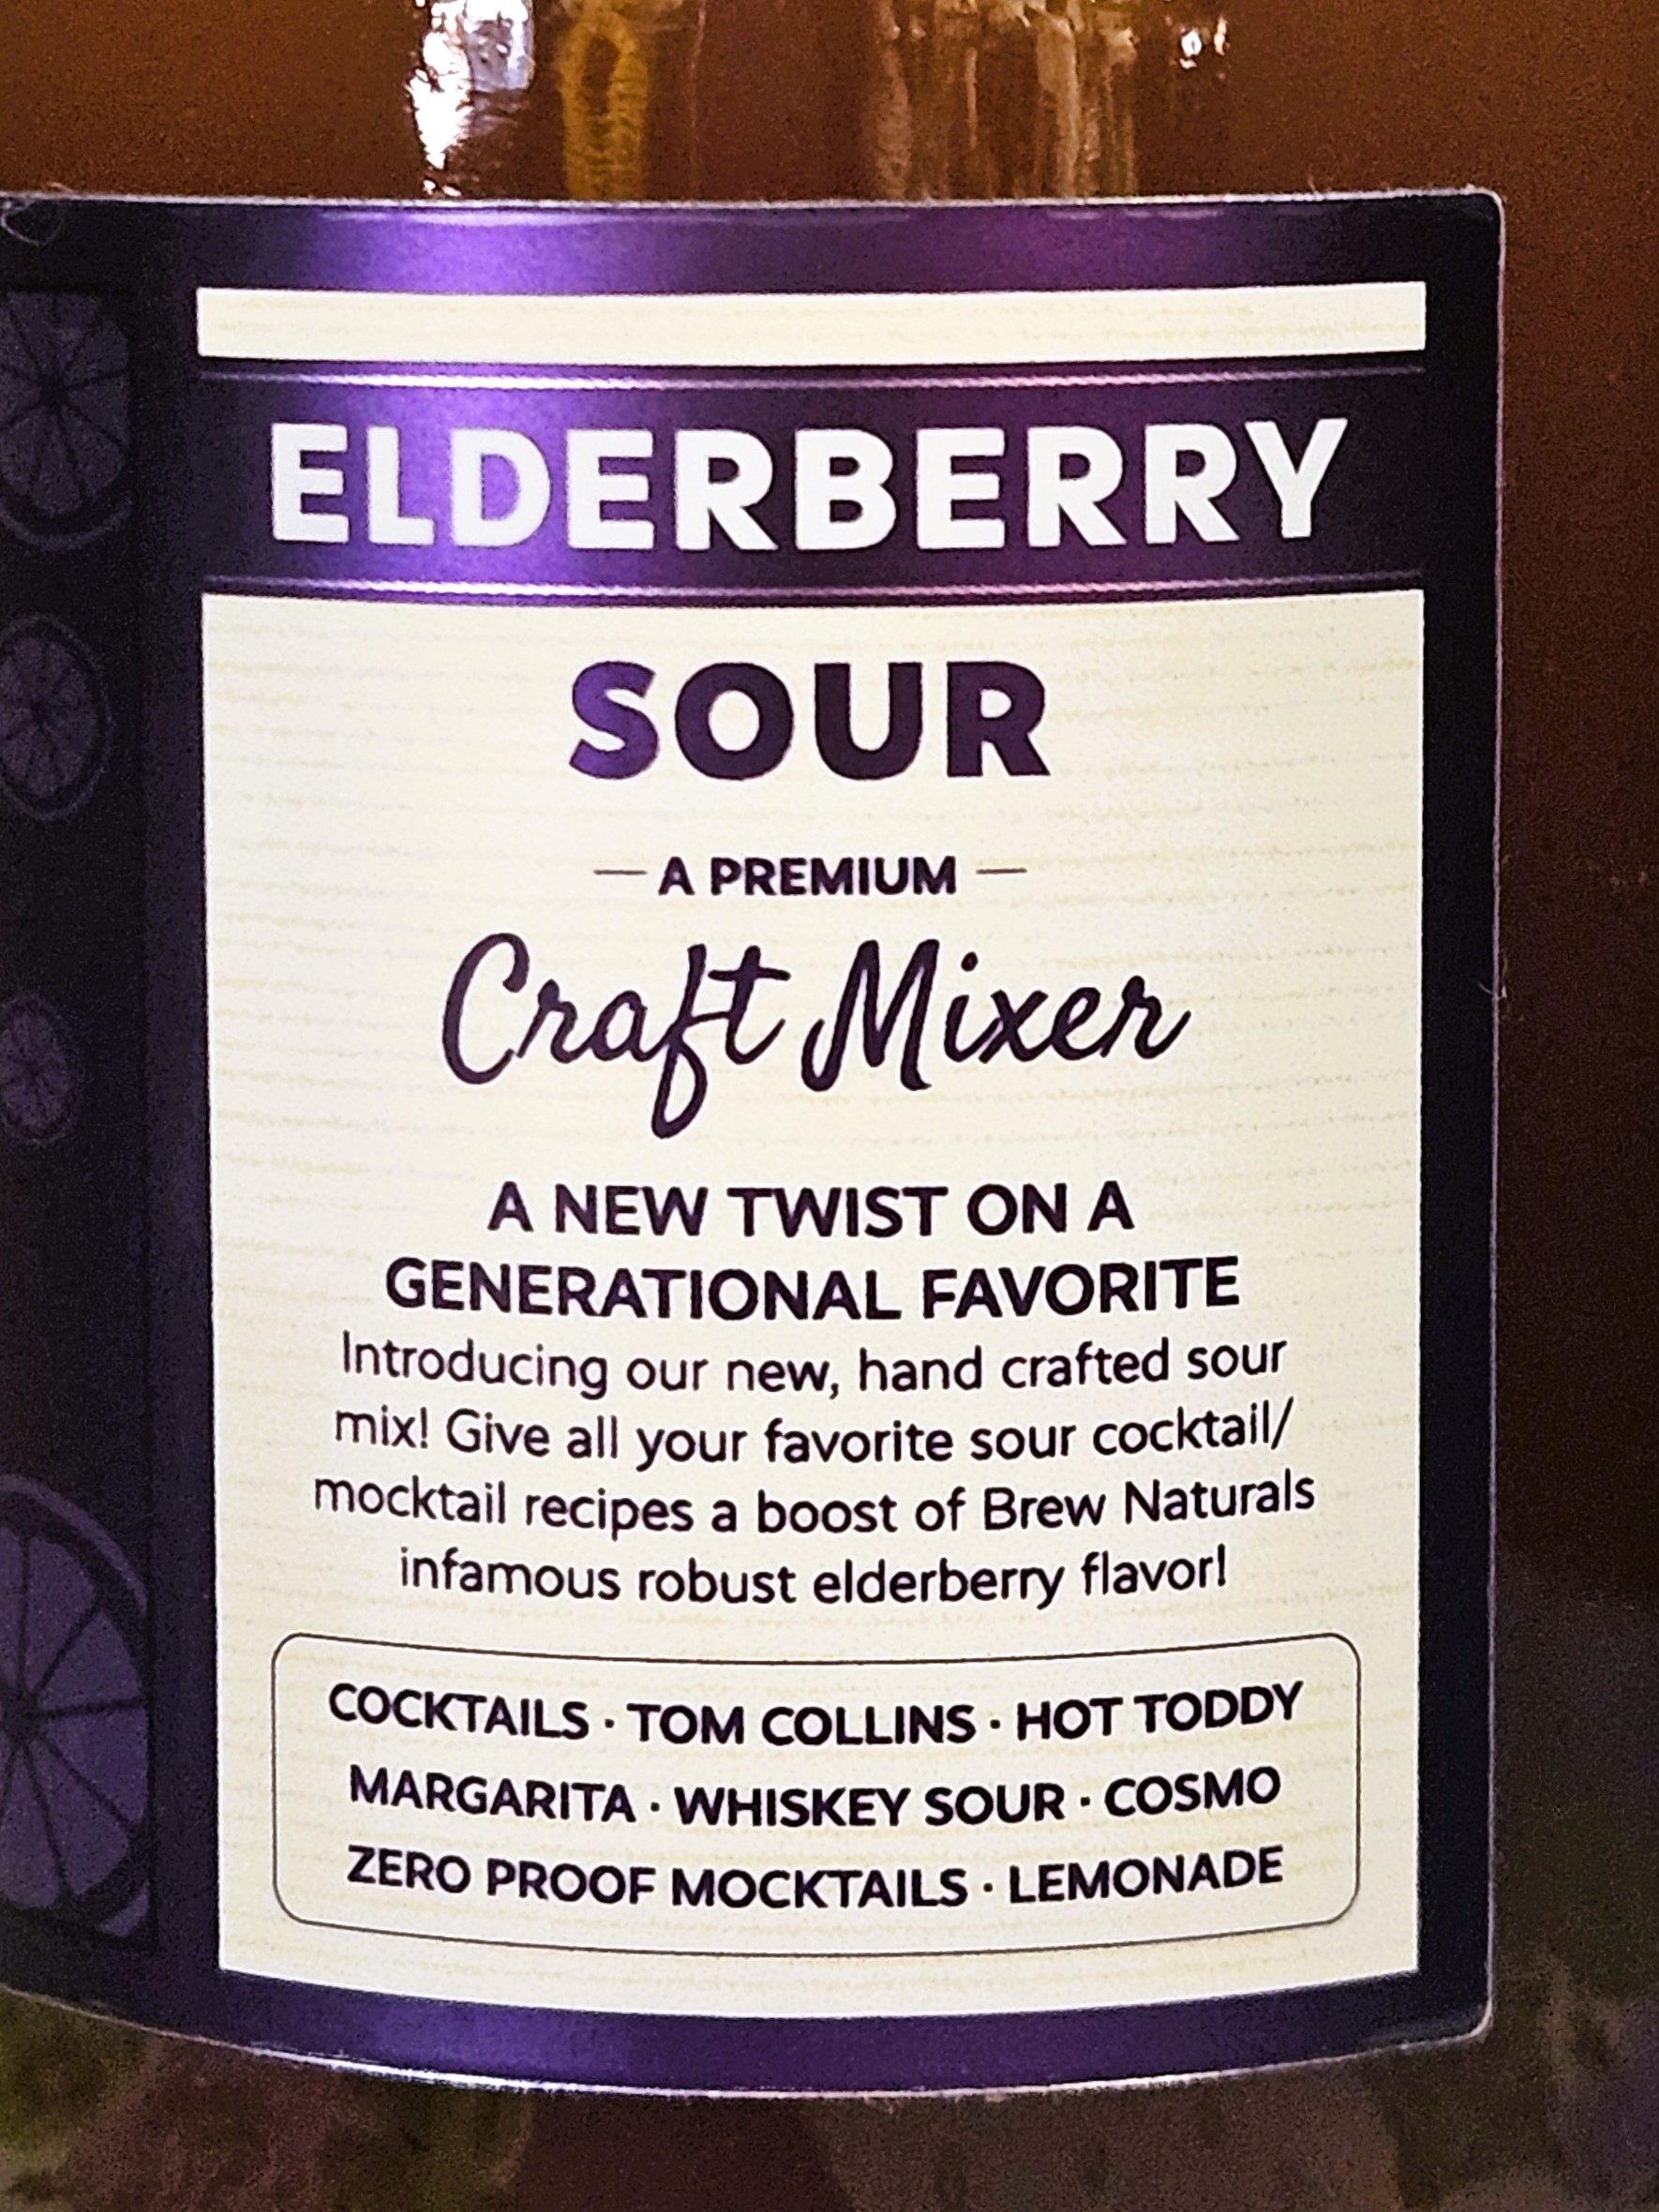 ELDERBERRY
SOUR
— A PREMIUM —
Craft Mixer
A NEW TWIST ON A
GENERATIONAL FAVORITE
Introducing our new, hand crafted sour
mix! Give all your favorite sour cocktail/
mocktail recipes a boost of Brew Naturals
infamous robust elderberry flavor!
COCKTAILS · TOM COLLINS · HOT TODDY
MARGARITA · WHISKEY SOUR · COSMO
ZERO PROOF MOCKTAILS · LEMONADE